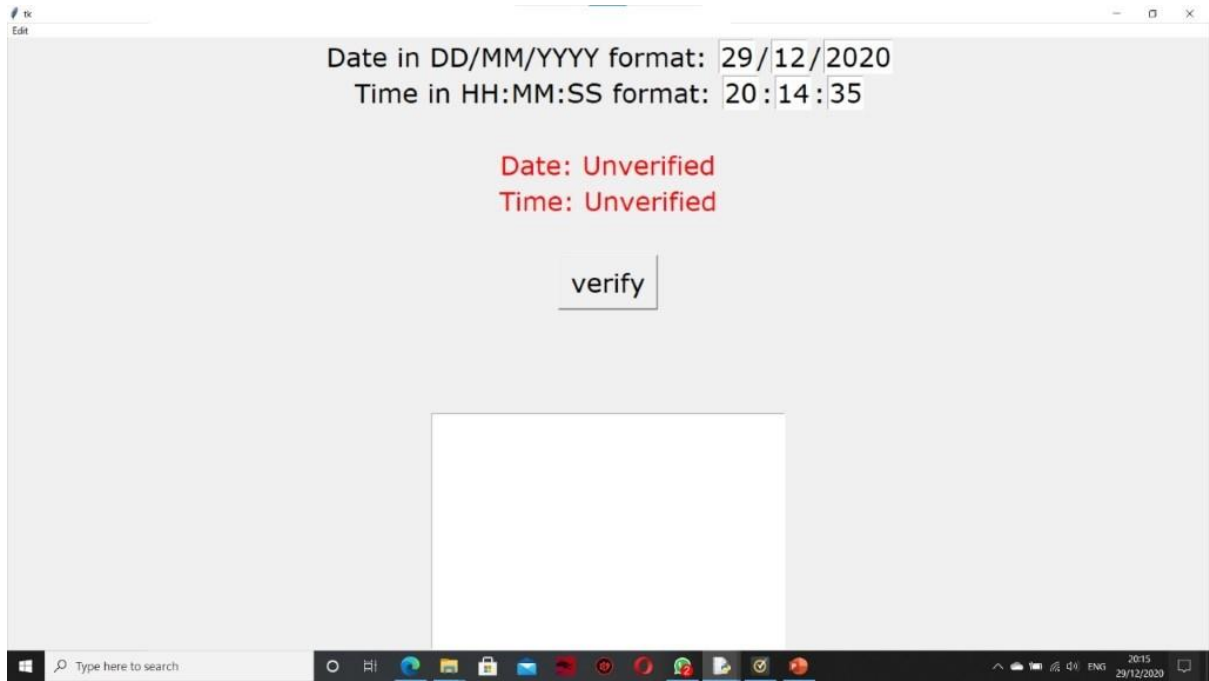 tk
Edit
Date in DD/MM/YYYY format: 29/12/2020
Time in HH:MM:SS format: 20:14:35
Date: Unverified
Time: Unverified
verify
Type here to search
2
ENG
20:15
29/12/2020